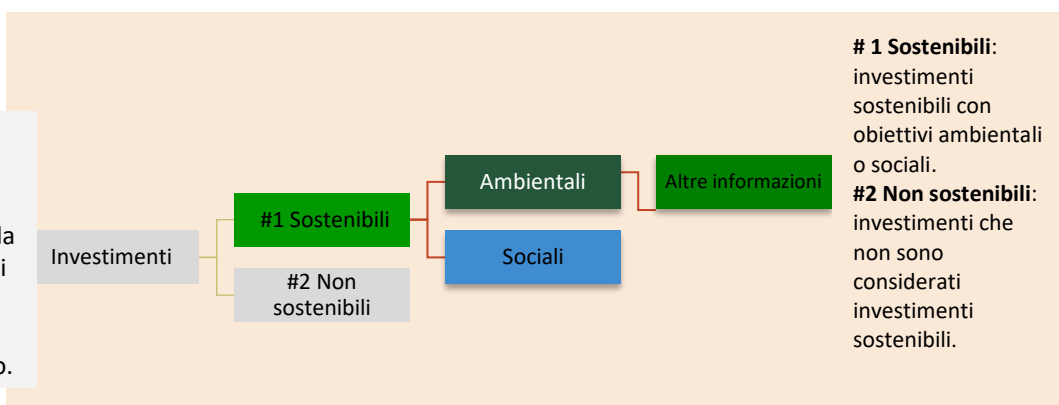 la
i
o.
Investimenti
#1 Sostenibili
#2 Non
sostenibili
Ambientali
Sociali
Altre informazioni
# 1 Sostenibili:
investimenti
sostenibili con
obiettivi ambientali
o sociali.
#2 Non sostenibili:
investimenti che
non sono
considerati
investimenti
sostenibili.